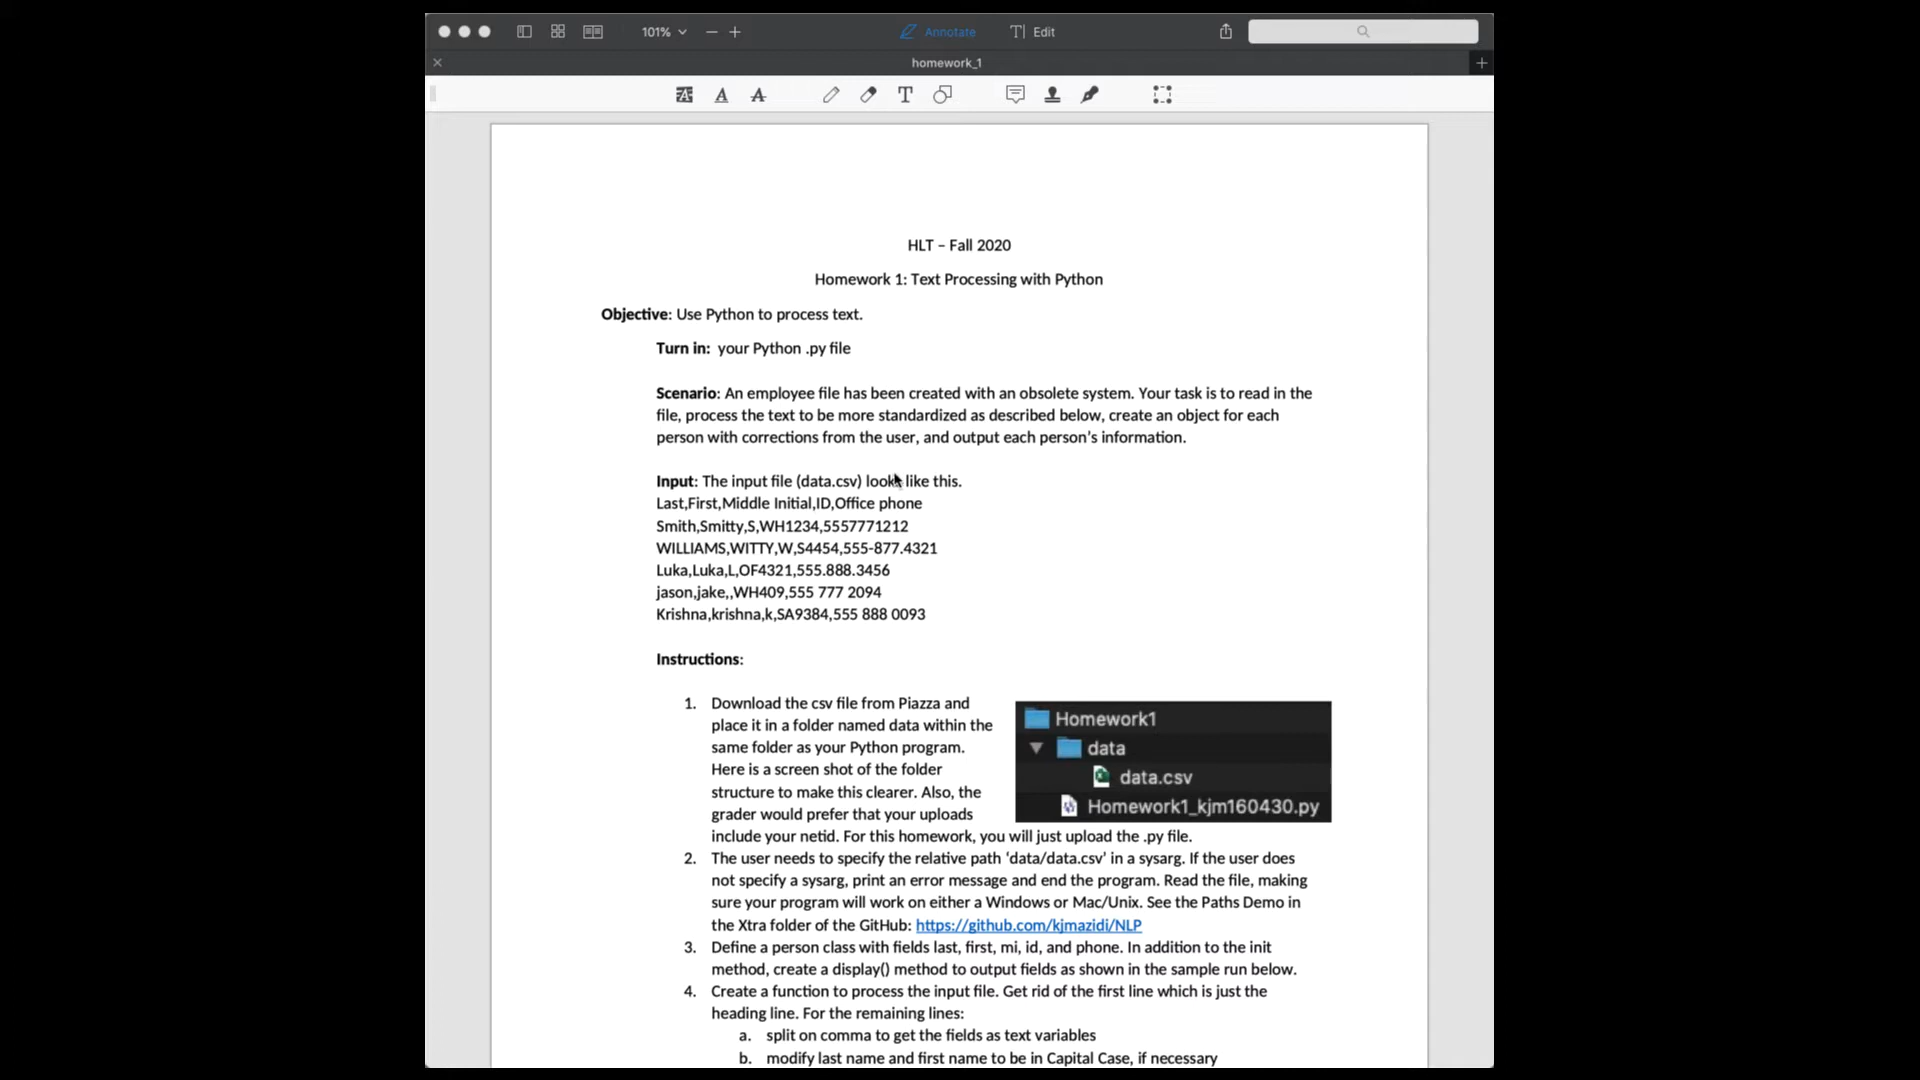 101%
Annotate
Edit
homework_1
HLT – Fall 2020
Homework 1: Text Processing with Python
Objective: Use Python to process text.
Turn in: your Python .py file
Scenario: An employee file has been created with an obsolete system. Your task is to read in the
file, process the text to be more standardized as described below, create an object for each
person with corrections from the user, and output each person's information.
Input: The input file (data.csv) looks like this.
Last,First,Middle Initial,ID,Office phone
Smith,Smitty,S,WH1234,5557771212
WILLIAMS,WITTY,W,S4454,555-877.4321
Luka,Luka,L,OF4321,555.888.3456
jason,jake,,WH409,555 777 2094
Krishna,krishna,k,SA9384,555 888 0093
Instructions:
1. Download the csv file from Piazza and
place it in a folder named data within the
same folder as your Python program.
Here is a screen shot of the folder
structure to make this clearer. Also, the
grader would prefer that your uploads
include your netid. For this homework, you will just upload the .py file.
Homework1
data
data.csv
Homework1_kjm160430.py
2. The user needs to specify the relative path ‘data/data.csv’ in a sysarg. If the user does
not specify a sysarg, print an error message and end the program. Read the file, making
sure your program will work on either a Windows or Mac/Unix. See the Paths Demo in
the Xtra folder of the GitHub: https://github.com/kjmazidi/NLP
3. Define a person class with fields last, first, mi, id, and phone. In addition to the init
method, create a display() method to output fields as shown in the sample run below.
4. Create a function to process the input file. Get rid of the first line which is just the
heading line. For the remaining lines:
a. split on comma to get the fields as text variables
b. modify last name and first name to be in Capital Case, if necessary